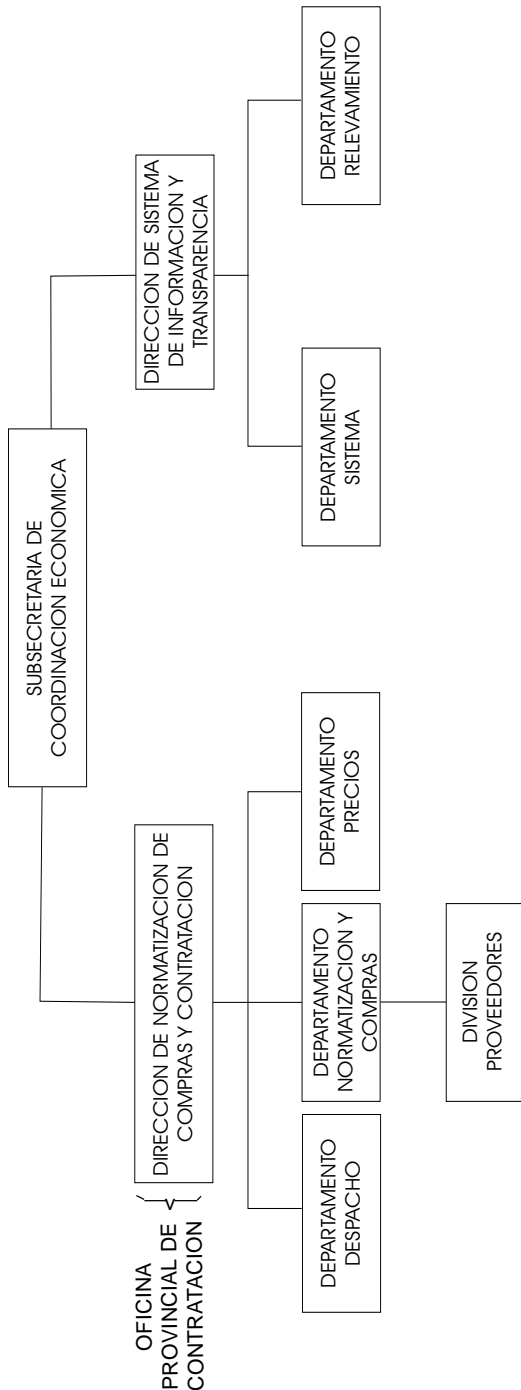 SUBSECRETARIA DE
COORDINACION ECONOMICA
OFICINA
PROVINCIAL DE
CONTRATACION
DIRECCION DE NORMATIZACION DE
COMPRAS Y CONTRATACION
DIRECCION DE SISTEMA
DE INFORMACION Y
TRANSPARENCIA
DEPARTAMENTO
DESPACHO
DEPARTAMENTO
NORMATIZACION Y
COMPRAS
DEPARTAMENTO
PRECIOS
DEPARTAMENTO
SISTEMA
DEPARTAMENTO
RELEVAMIENTO
DIVISION
PROVEEDORES